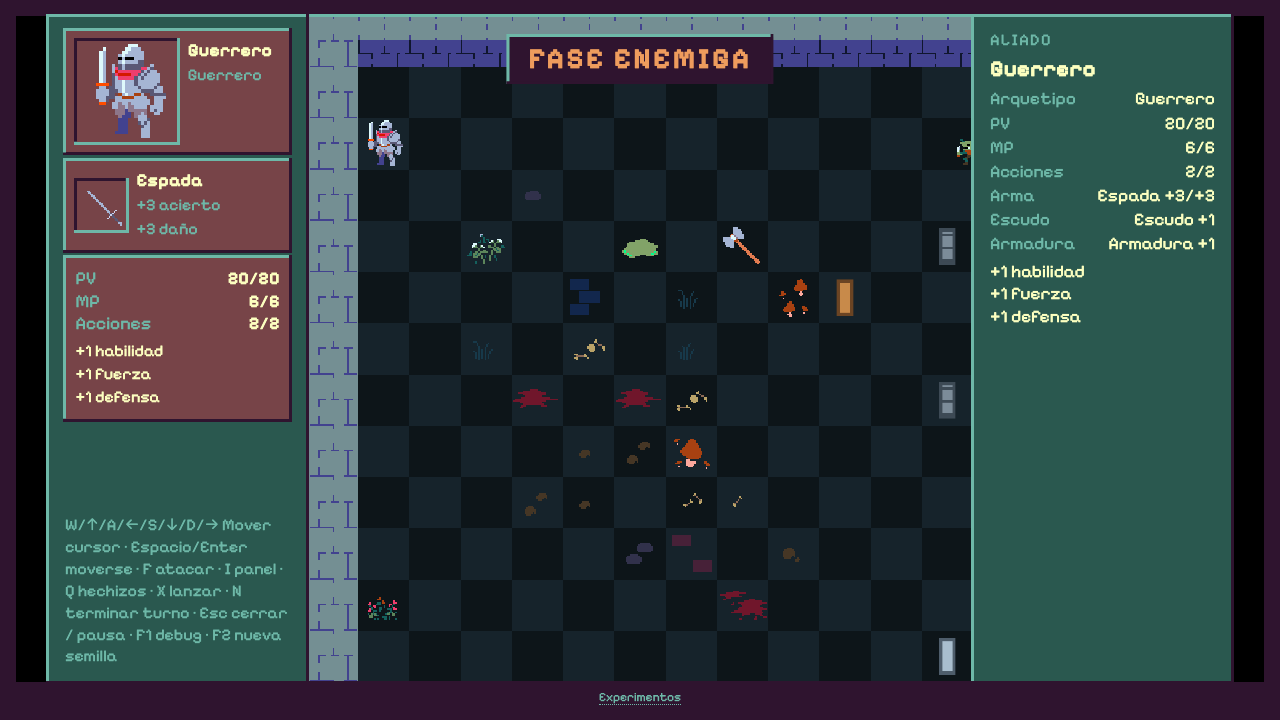 Guerrero
Guerrero
Espada
+3 acierto
+3 daño
PV 20/20
MP 6/6
Acciones 2/2
+1 habilidad
+1 fuerza
+1 defensa
W/↑/A/←/S/↓/D/→ Mover
cursor · Espacio/Enter
moverse · F atacar · I panel ·
Q hechizos · X lanzar · N
terminar turno · Esc cerrar
/ pausa · F1 debug · F2 nueva
semilla
FASE ENEMIGA
ALIADO
Guerrero
Arquetipo Guerrero
PV 20/20
MP 6/6
Acciones 2/2
Arma Espada +3/+3
Escudo Escudo +1
Armadura Armadura +1
+1 habilidad
+1 fuerza
+1 defensa
Experimentos